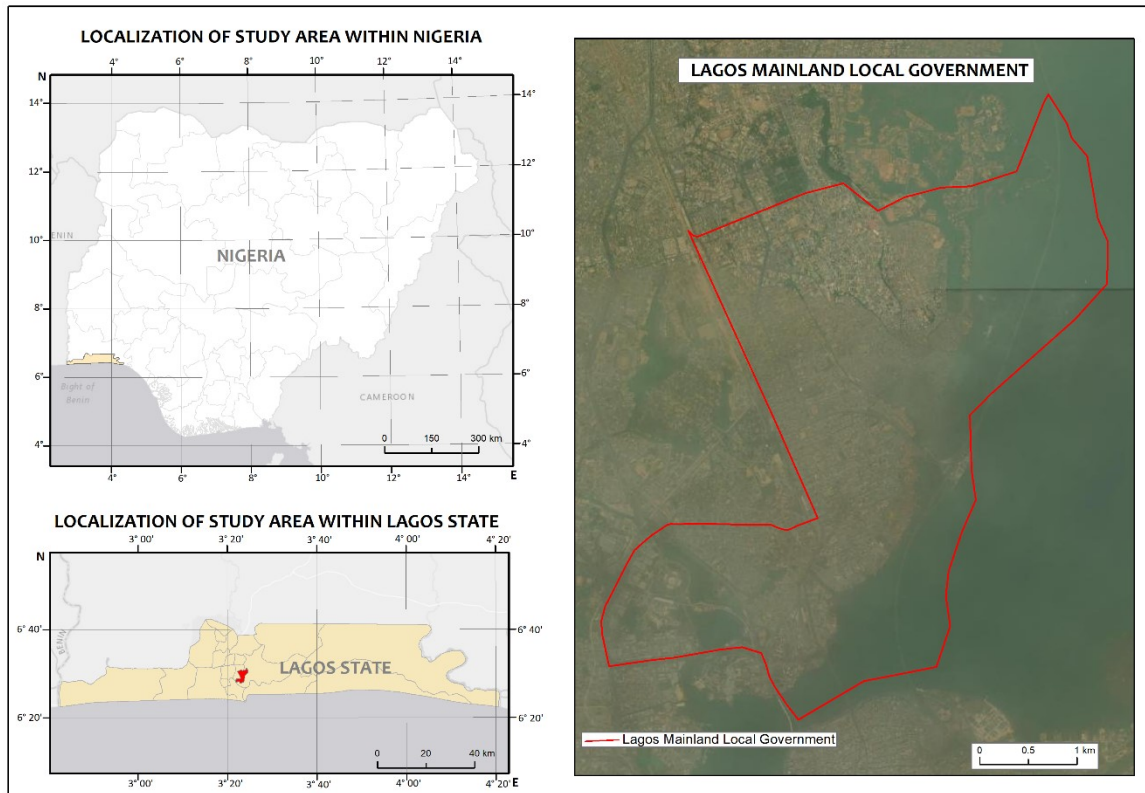 LOCALIZATION OF STUDY AREA WITHIN NIGERIA
N 4° 6° 8° 10° 12° 14° E
14° 14°
12° 12°
10° 10°
8° 8°
6° 6°
4° 4°
BENIN
NIGERIA
Bight of
Benin
CAMEROON
0 150 300 km
4° 6° 8° 10° 12° 14° E
LOCALIZATION OF STUDY AREA WITHIN LAGOS STATE
3° 00' 3° 20' 3° 40' 4° 00' 4° 20'
N
6° 40' 6° 40'
BENIN
LAGOS STATE
6° 20' 6° 20'
0 20 40 km
3° 00' 3° 20' 3° 40' 4° 00' 4° 20' E
LAGOS MAINLAND LOCAL GOVERNMENT
Lagos Mainland Local Government
0 0.5 1 km